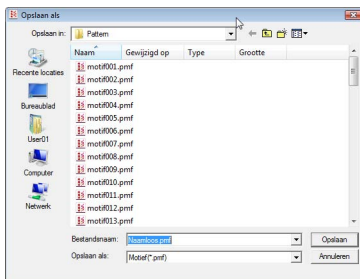 Opslaan als
Opslaan in: Pattern
Naam Gewijzigd op Type Grootte
motif001.pmf
motif002.pmf
motif003.pmf
motif004.pmf
motif005.pmf
motif006.pmf
motif007.pmf
motif008.pmf
motif009.pmf
motif010.pmf
motif011.pmf
motif012.pmf
motif013.pmf
Recente locaties
Bureaublad
User01
Computer
Netwerk
Bestandsnaam: Naamloos.pmf Opslaan
Opslaan als: Motief(*.pmf) Annuleren